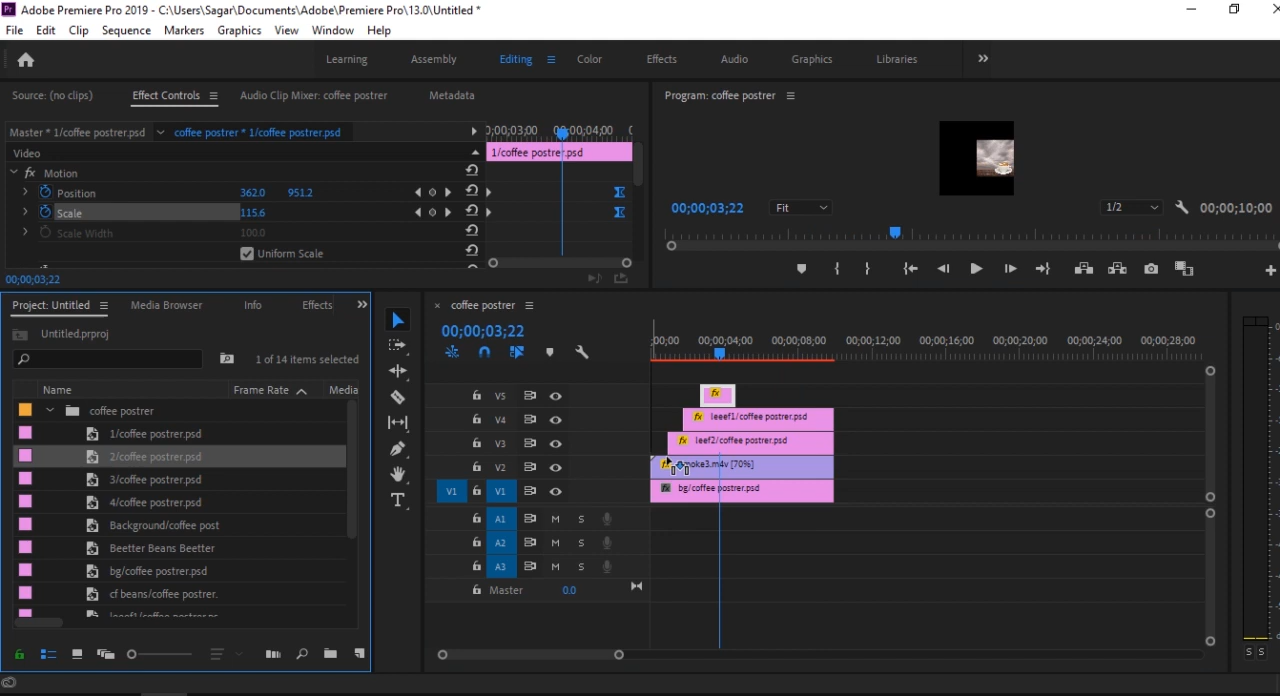 Pr Adobe Premiere Pro 2019 - C:\Users\Sagar\Documents\Adobe\Premiere Pro\13.0\Untitled *
File Edit Clip Sequence Markers Graphics View Window Help
Learning Assembly Editing Color Effects Audio Graphics Libraries
Source: (no clips) Effect Controls Audio Clip Mixer: coffee postrer Metadata
Program: coffee postrer
Master * 1/coffee postrer.psd coffee postrer * 1/coffee postrer.psd
00;00;04;00
Video 1/coffee postrer.psd
fx Motion
Position 362.0 951.2
Scale 115.6
Scale Width 100.0
Uniform Scale
00;00;03;22
00;00;03;22 Fit 1/2 00;00;10;00
Project: Untitled Media Browser Info Effects
Untitled.prproj
1 of 14 items selected
Name Frame Rate Media
coffee postrer
1/coffee postrer.psd
2/coffee postrer.psd
3/coffee postrer.psd
4/coffee postrer.psd
Background/coffee post
Beetter Beans Beetter
bg/coffee postrer.psd
cf beans/coffee postrer.
coffee postrer
00;00;03;22
;00;00 00;00;04;00 00;00;08;00 00;00;12;00 00;00;16;00 00;00;20;00 00;00;24;00 00;00;28;00
V5 fx
V4 fx leeef1/coffee postrer.psd
V3 fx leef2/coffee postrer.psd
V2 moke3.m4v [70%]
V1 V1 fx bg/coffee postrer.psd
A1 M S
A2 M S
A3 M S
Master 0.0
S S